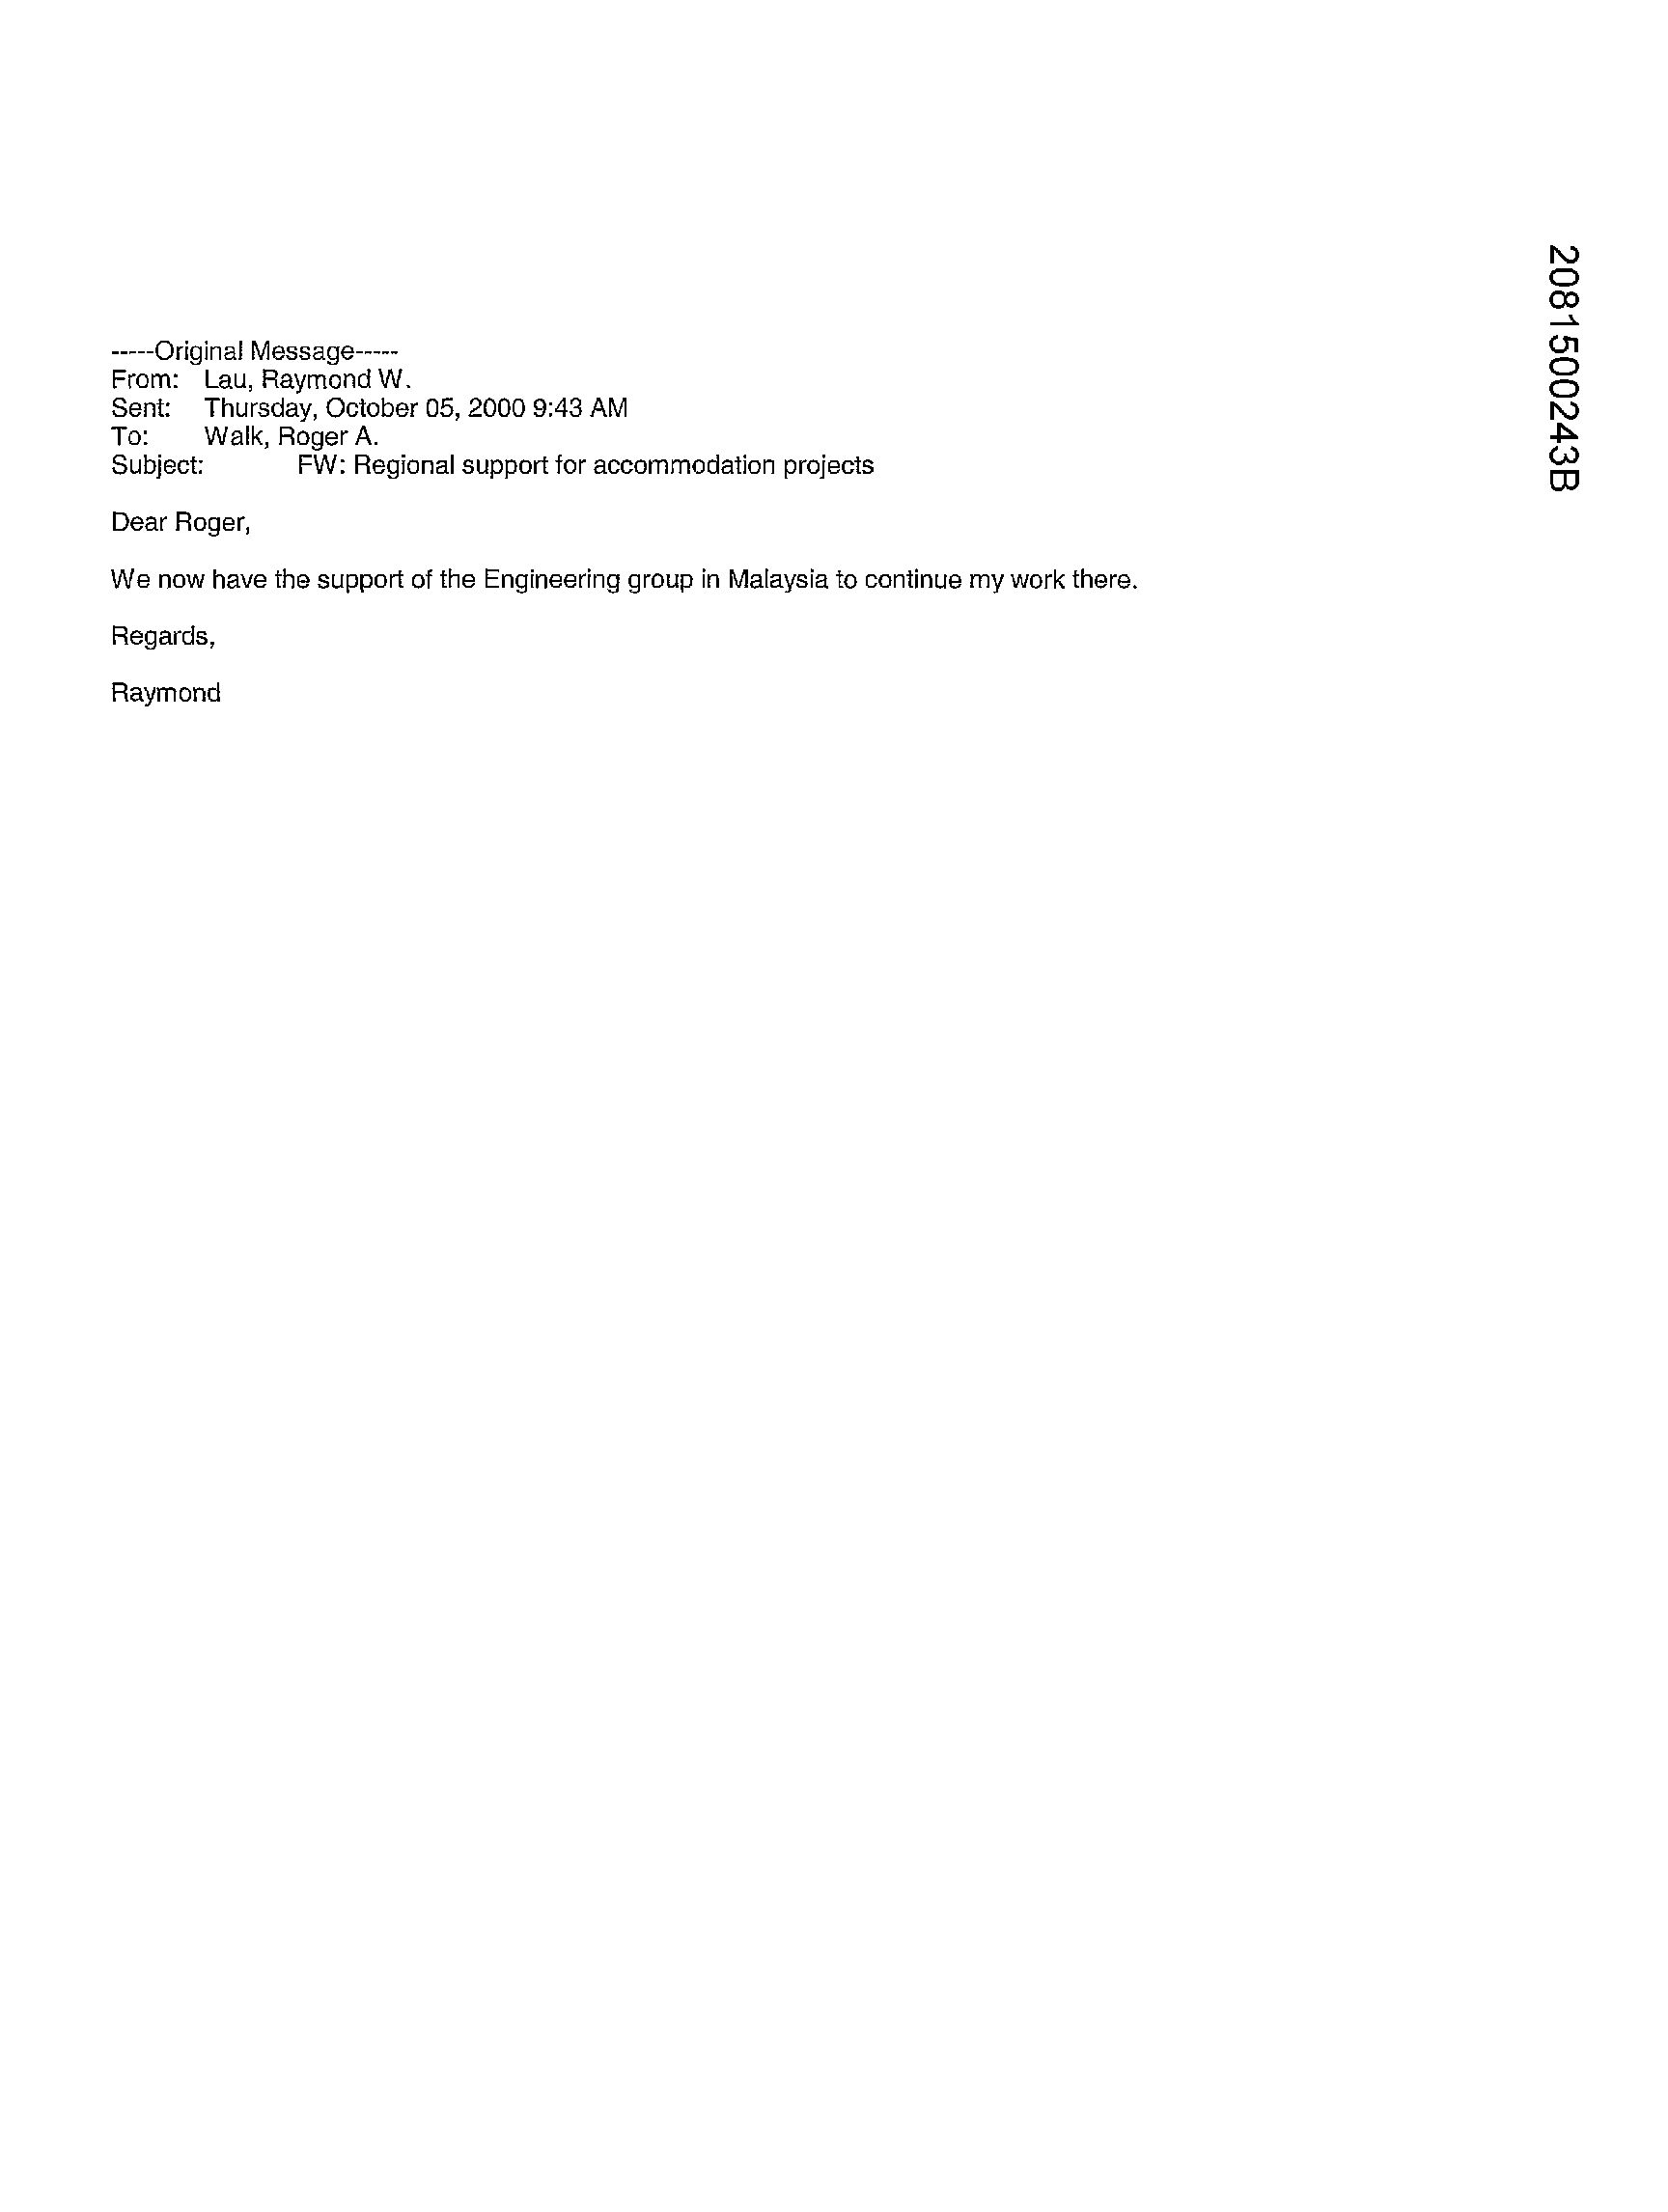 2081500243B
-----Original Message-----
From: Lau, Raymond W.
Sent: Thursday, October 05, 2000 9:43 AM
To: Walk, Roger A.
Subject: FW: Regional support for accommodation projects
Dear Roger,
We now have the support of the Engineering group in Malaysia to continue my work there.
Regards,
Raymond